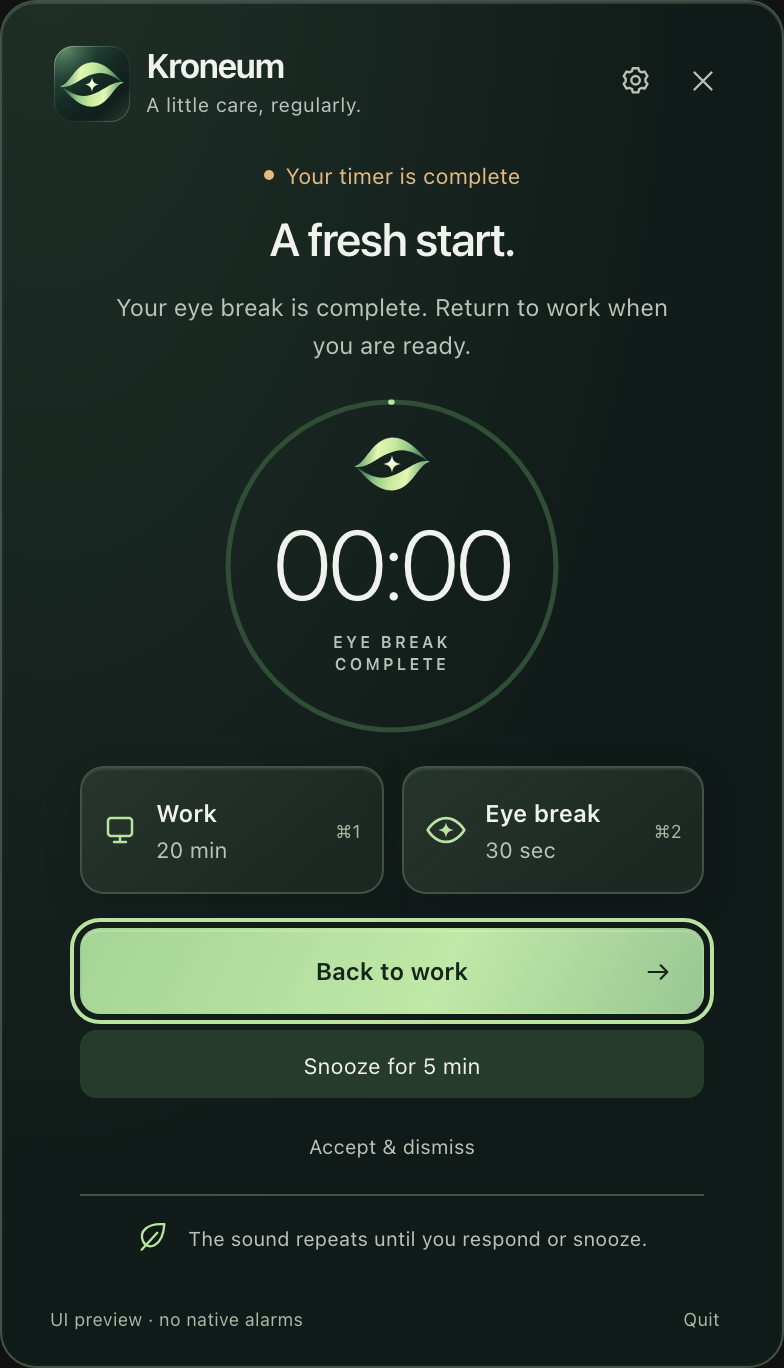 Kroneum
A little care, regularly.
Your timer is complete
A fresh start.
Your eye break is complete. Return to work when
you are ready.
00:00
EYE BREAK
COMPLETE
Work
20 min
⌘1
Eye break
30 sec
⌘2
Back to work →
Snooze for 5 min
Accept & dismiss
The sound repeats until you respond or snooze.
UI preview · no native alarms
Quit